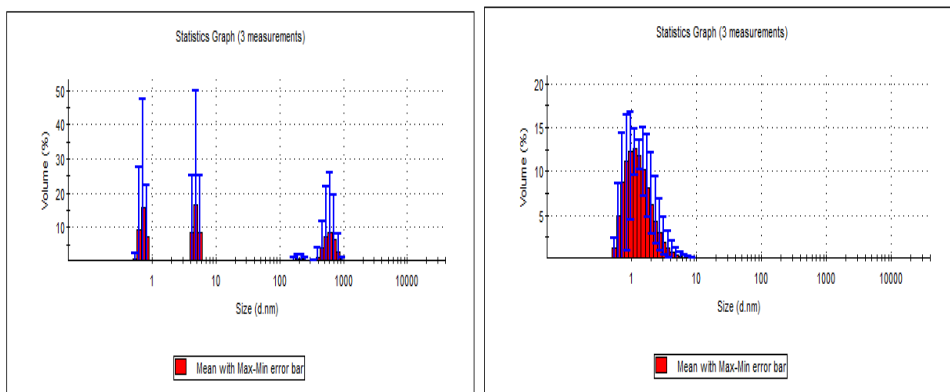 Statistics Graph (3 measurements)
50
40
30
20
10
Volume (%)
1
10
100
1000
10000
Size (d.nm)
Mean with Max-Min error bar
Statistics Graph (3 measurements)
20
15
10
5
Volume (%)
1
10
100
1000
10000
Size (d.nm)
Mean with Max-Min error bar